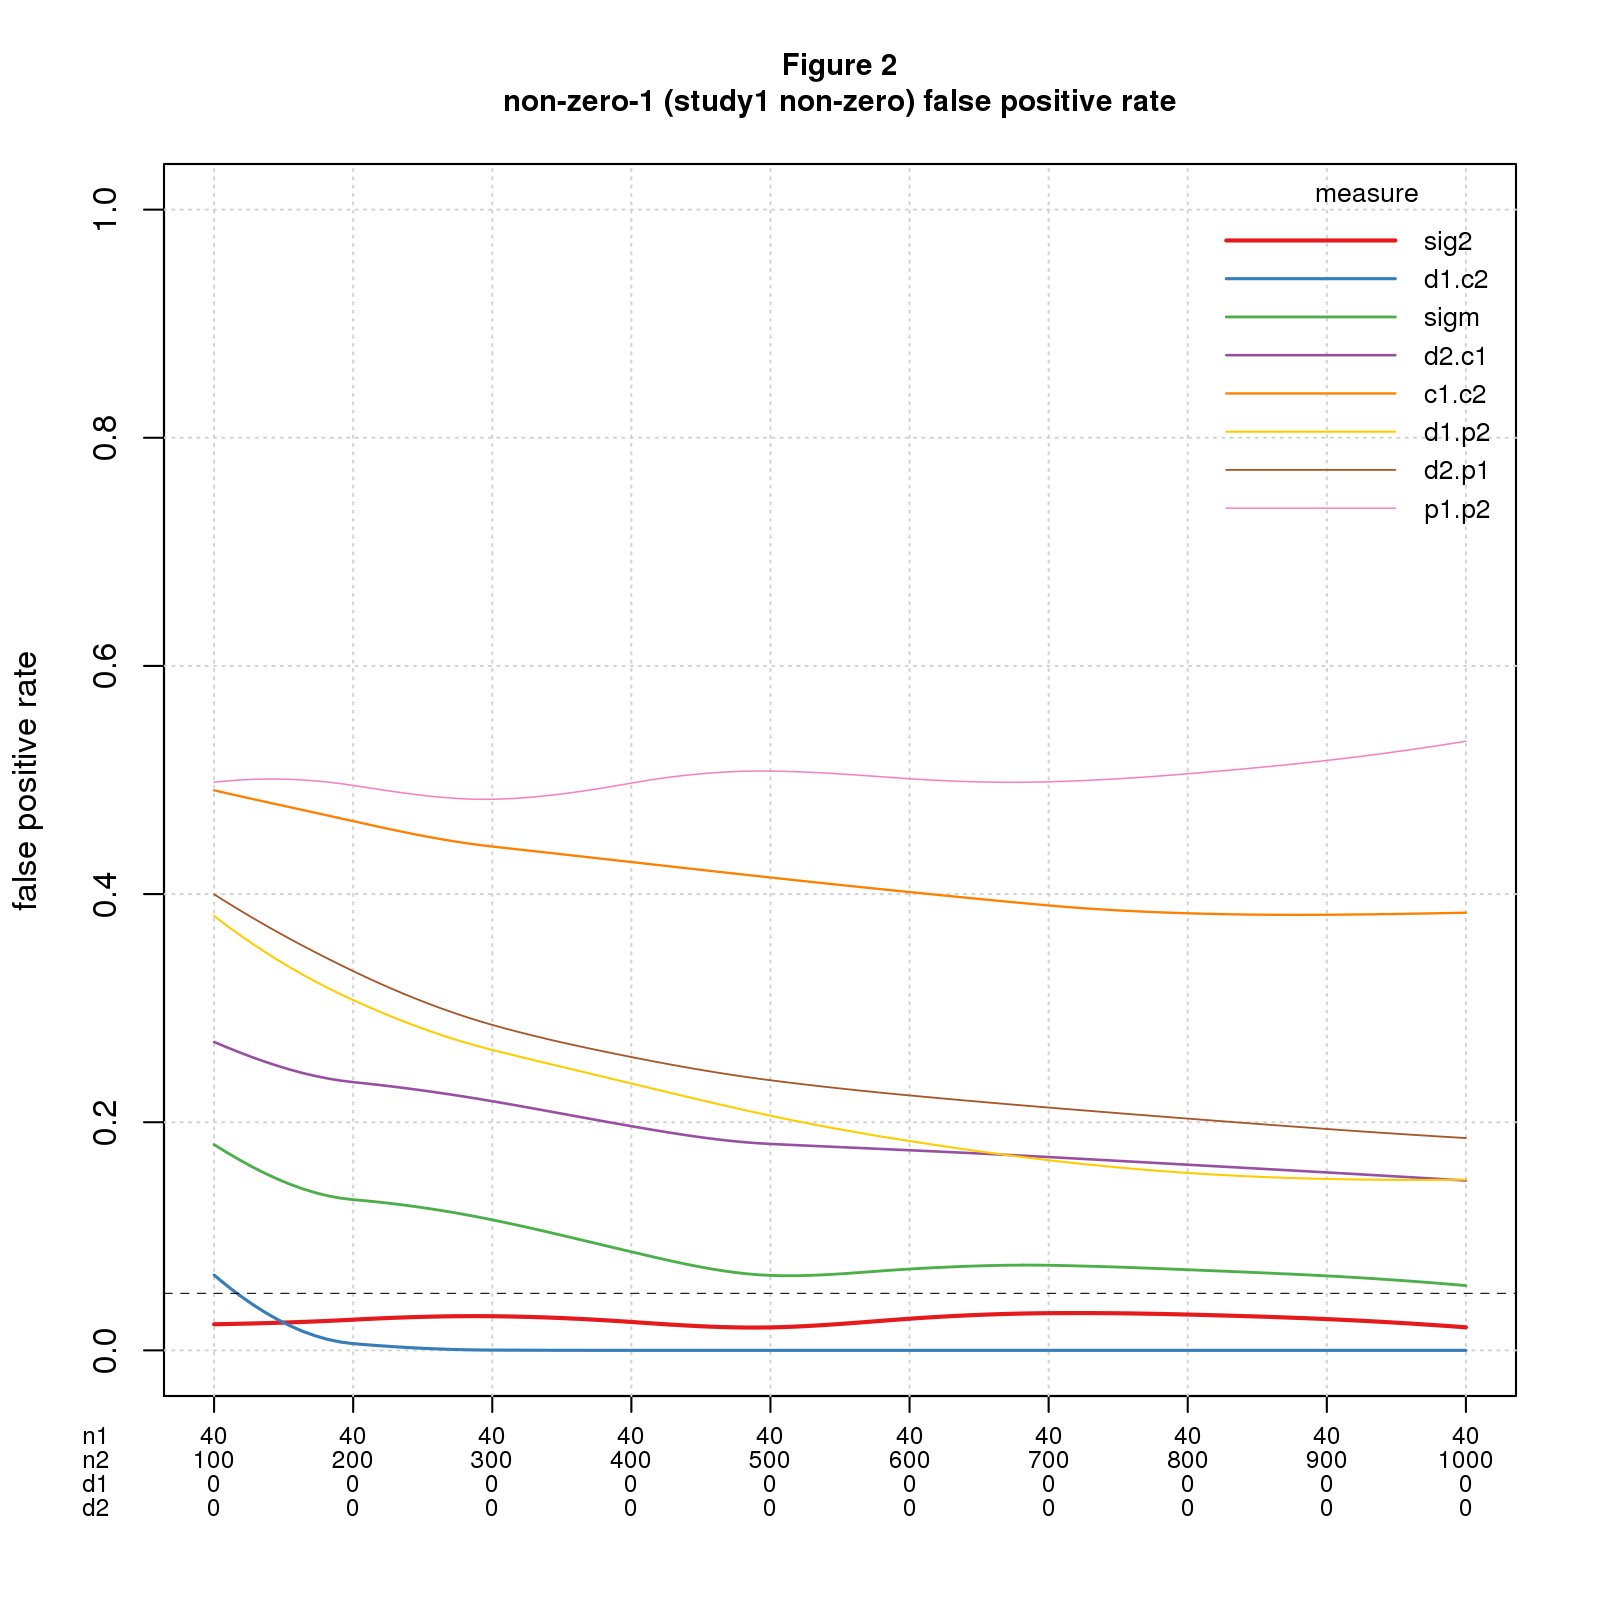 Figure 2
non-zero-1 (study1 non-zero) false positive rate
measure
sig2
d1.c2
sigm
d2.c1
c1.c2
d1.p2
d2.p1
p1.p2
false positive rate
1.0
0.8
0.6
0.4
0.2
0.0
n1 40 40 40 40 40 40 40 40 40 40
n2 100 200 300 400 500 600 700 800 900 1000
d1 0 0 0 0 0 0 0 0 0 0
d2 0 0 0 0 0 0 0 0 0 0